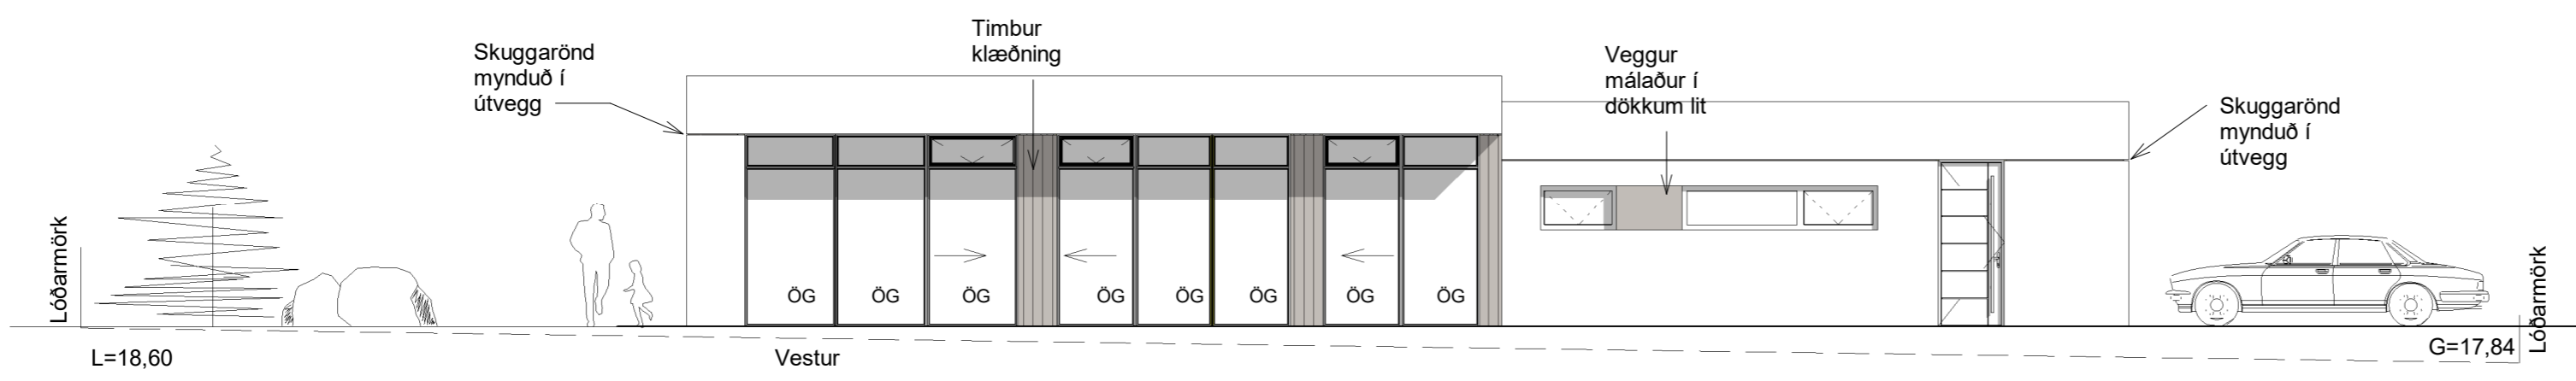 Timbur
klæðning
Skuggarönd
mynduð í
útvegg
Veggur
málaður í
dökkum lit
Skuggarönd
mynduð í
útvegg
Lóðarmörk
ÖG
ÖG
ÖG
ÖG
ÖG
ÖG
ÖG
ÖG
Lóðarmörk
L=18,60
Vestur
G=17,84